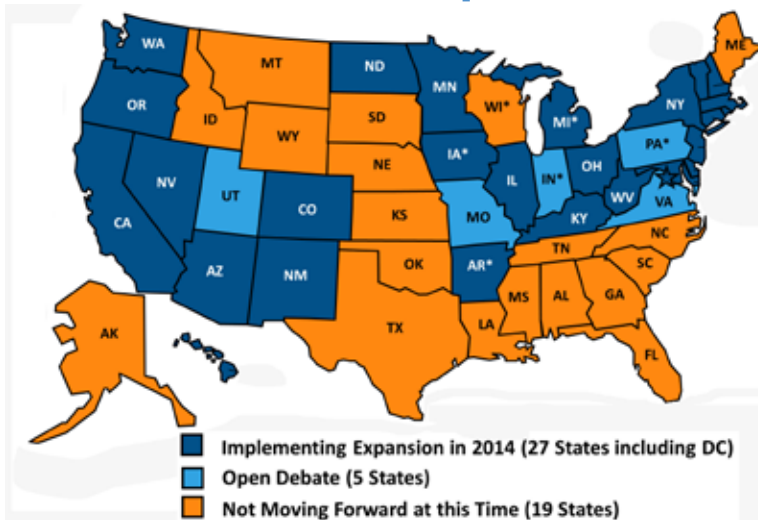 WA
MT
ND
MN
ME
OR
ID
SD
WI*
MI*
NY
WY
IA*
PA*
NE
NV
UT
IL
IN*
OH
CO
WV
VA
CA
KS
MO
KY
NC
TN
AZ
NM
OK
AR*
SC
MS
AL
GA
AK
TX
LA
FL
Implementing Expansion in 2014 (27 States including DC)
Open Debate (5 States)
Not Moving Forward at this Time (19 States)